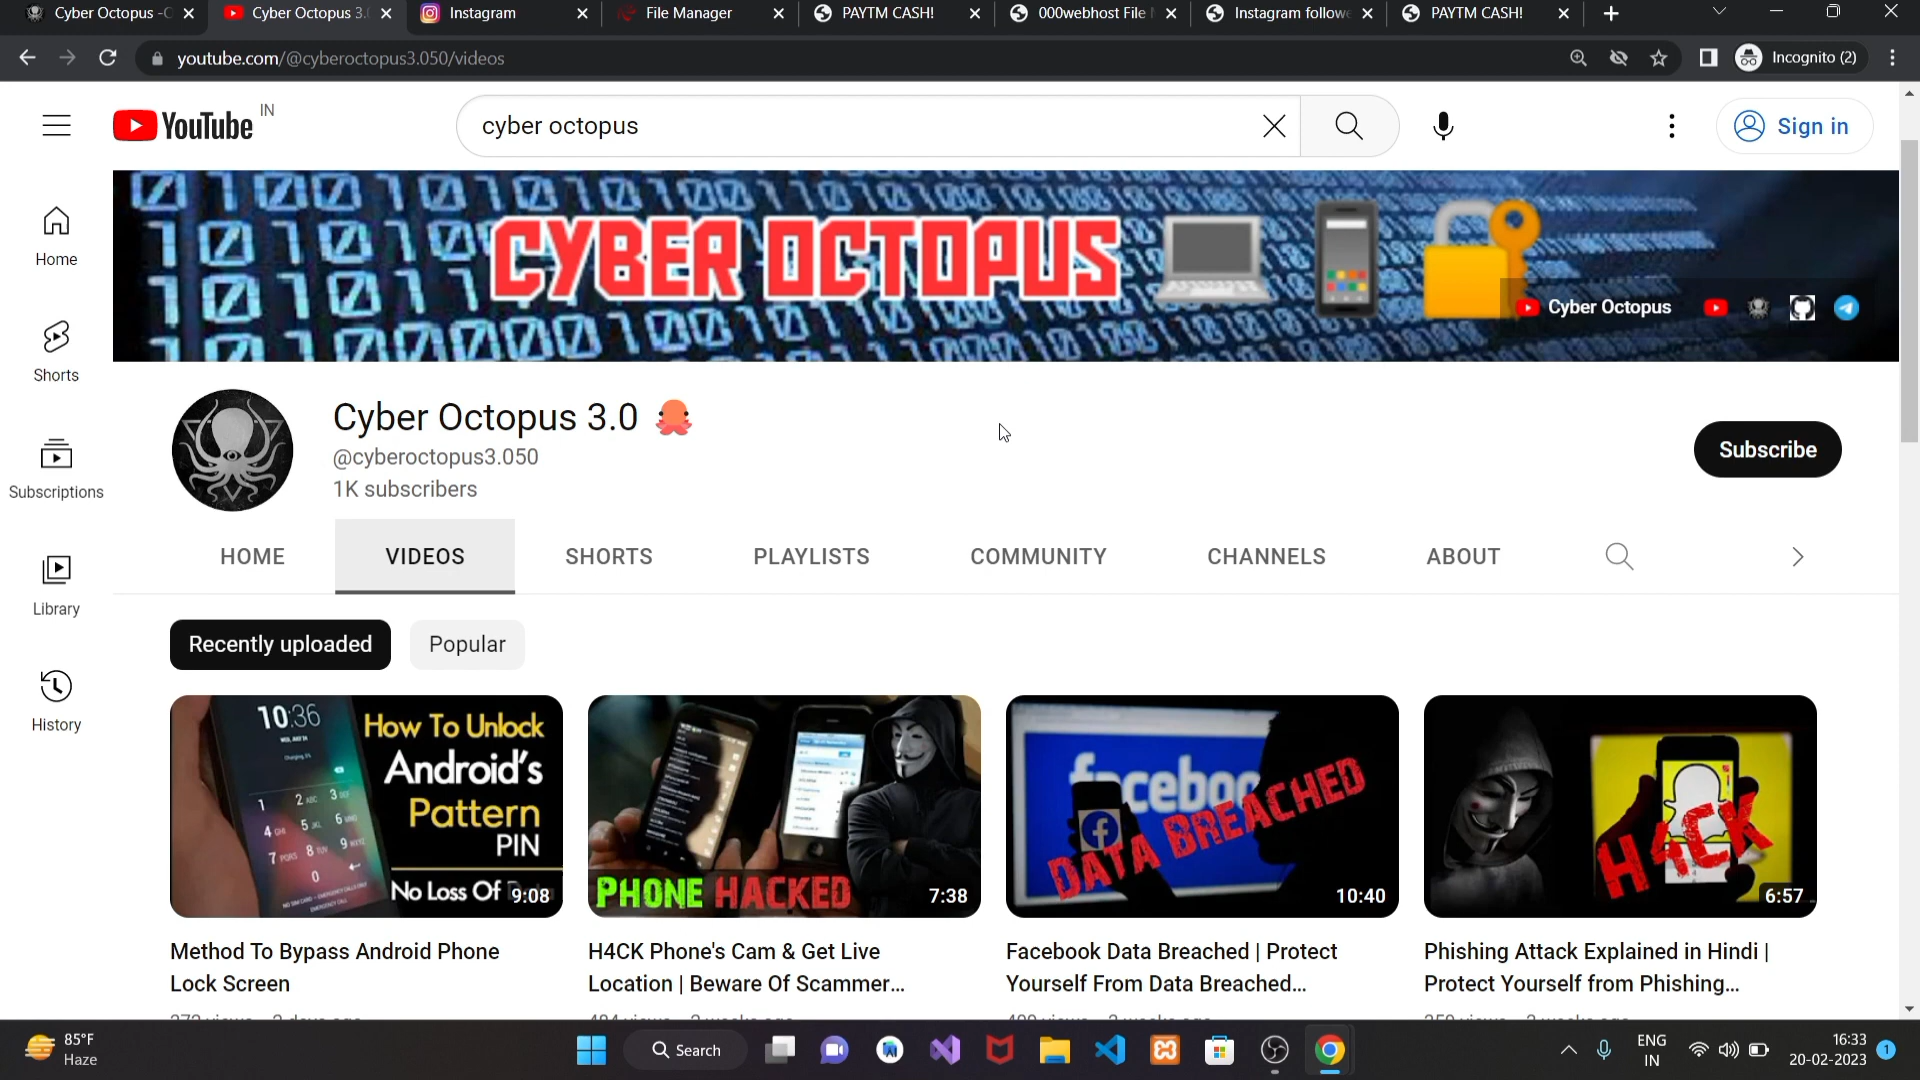 Cyber Octopus -C
Cyber Octopus 3.
Instagram
File Manager
PAYTM CASH!
000webhost File
Instagram follow
PAYTM CASH!
youtube.com/@cyberoctopus3.050/videos
Incognito (2)
YouTube IN
cyber octopus
Sign in
Home
Shorts
Subscriptions
Library
History
CYBER OCTOPUS
Cyber Octopus
Cyber Octopus 3.0
@cyberoctopus3.050
1K subscribers
Subscribe
HOME
VIDEOS
SHORTS
PLAYLISTS
COMMUNITY
CHANNELS
ABOUT
Recently uploaded
Popular
10:36
How To Unlock
Android's
Pattern
PIN
No Loss Of
9:08
PHONE HACKED
7:38
facebo
DATA BREACHED
10:40
H4CK
6:57
Method To Bypass Android Phone
Lock Screen
H4CK Phone's Cam & Get Live
Location | Beware Of Scammer...
Facebook Data Breached | Protect
Yourself From Data Breached...
Phishing Attack Explained in Hindi |
Protect Yourself from Phishing...
85°F
Haze
Search
ENG
IN
16:33
20-02-2023
1